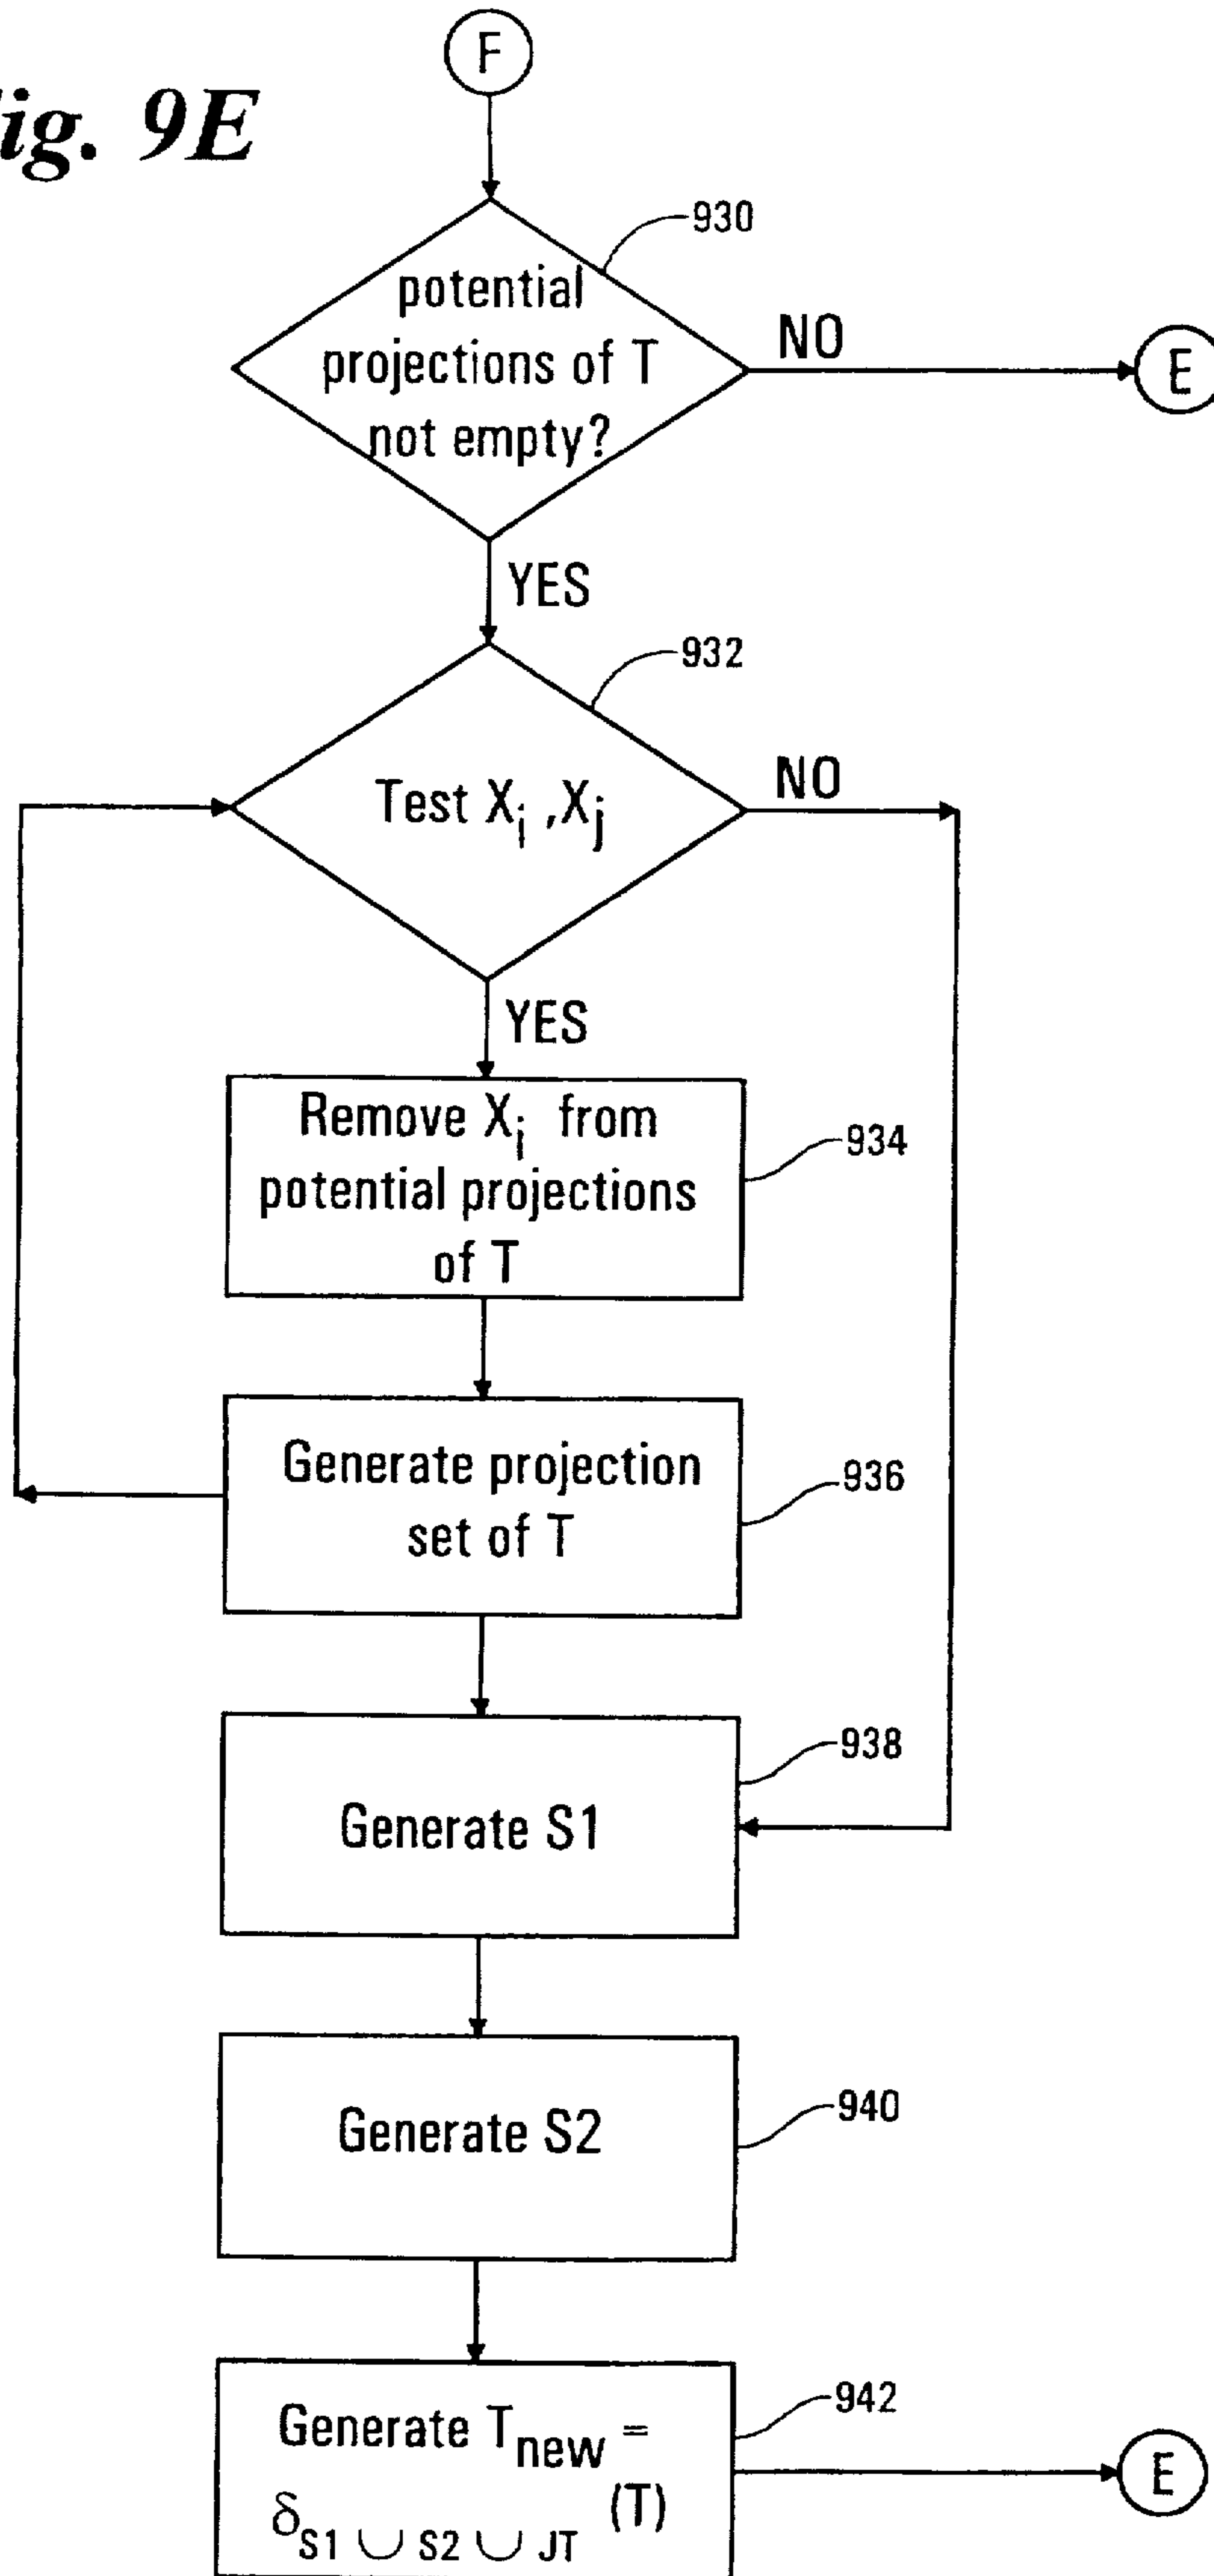 F
ig. 9E
930
potential
projections of T
not empty?
NO
E
YES
932
Test Xi ,Xj
NO
YES
Remove Xi from
potential projections
of T
934
Generate projection
set of T
936
938
Generate S1
940
Generate S2
942
Generate Tnew =
δS1 ∪ S2 ∪ JT (T)
E